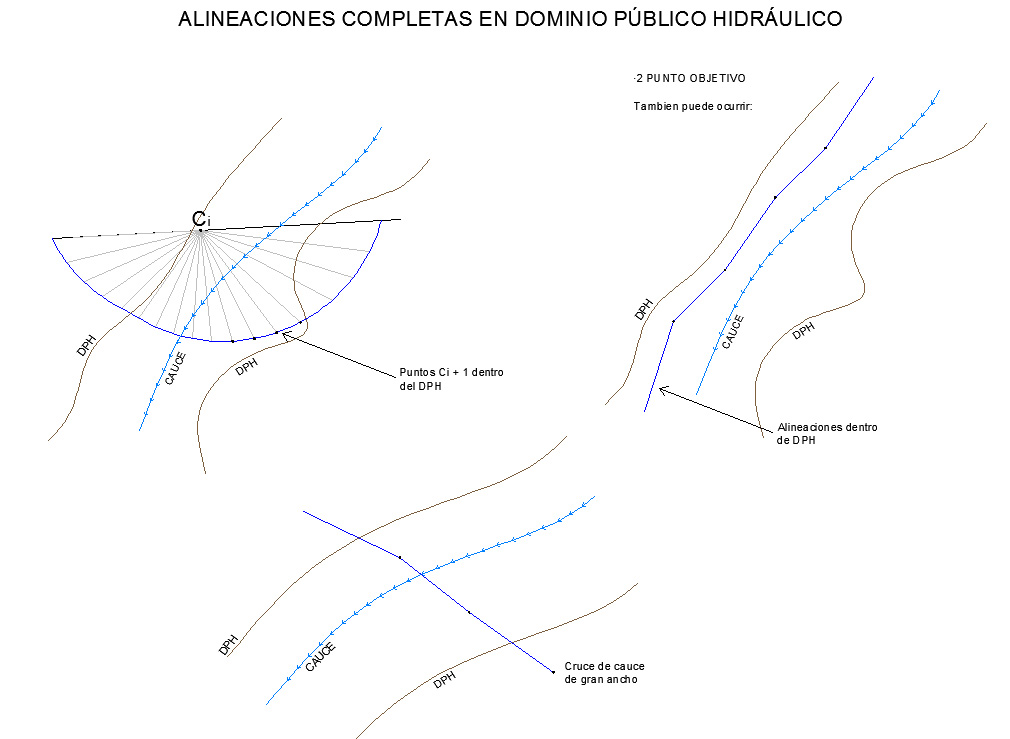 ALINEACIONES COMPLETAS EN DOMINIO PÚBLICO HIDRÁULICO
·2 PUNTO OBJETIVO
Tambien puede ocurrir:
Ci
DPH
CAUCE
DPH
Puntos Ci + 1 dentro
del DPH
DPH
CAUCE
DPH
Alineaciones dentro
de DPH
DPH
CAUCE
DPH
Cruce de cauce
de gran ancho